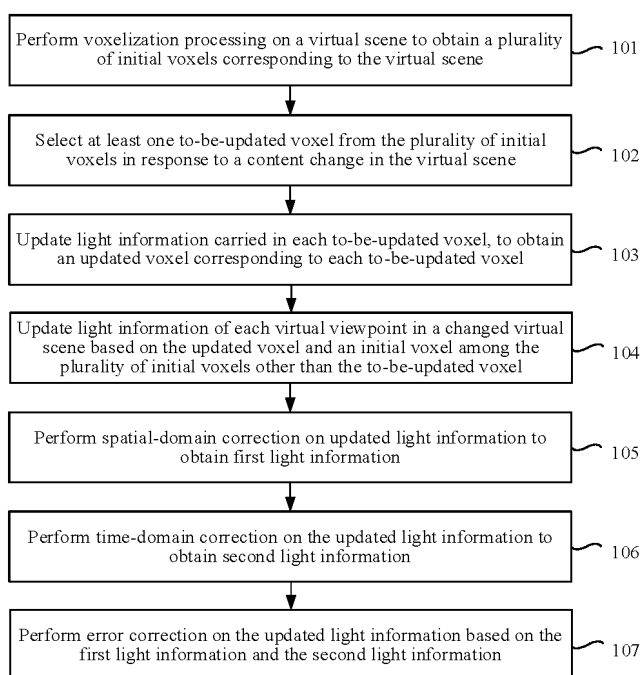 Perform voxelization processing on a virtual scene to obtain a plurality
of initial voxels corresponding to the virtual scene
101
Select at least one to-be-updated voxel from the plurality of initial
voxels in response to a content change in the virtual scene
102
Update light information carried in each to-be-updated voxel, to obtain
an updated voxel corresponding to each to-be-updated voxel
103
Update light information of each virtual viewpoint in a changed virtual
scene based on the updated voxel and an initial voxel among the
plurality of initial voxels other than the to-be-updated voxel
104
Perform spatial-domain correction on updated light information to
obtain first light information
105
Perform time-domain correction on the updated light information to
obtain second light information
106
Perform error correction on the updated light information based on the
first light information and the second light information
107